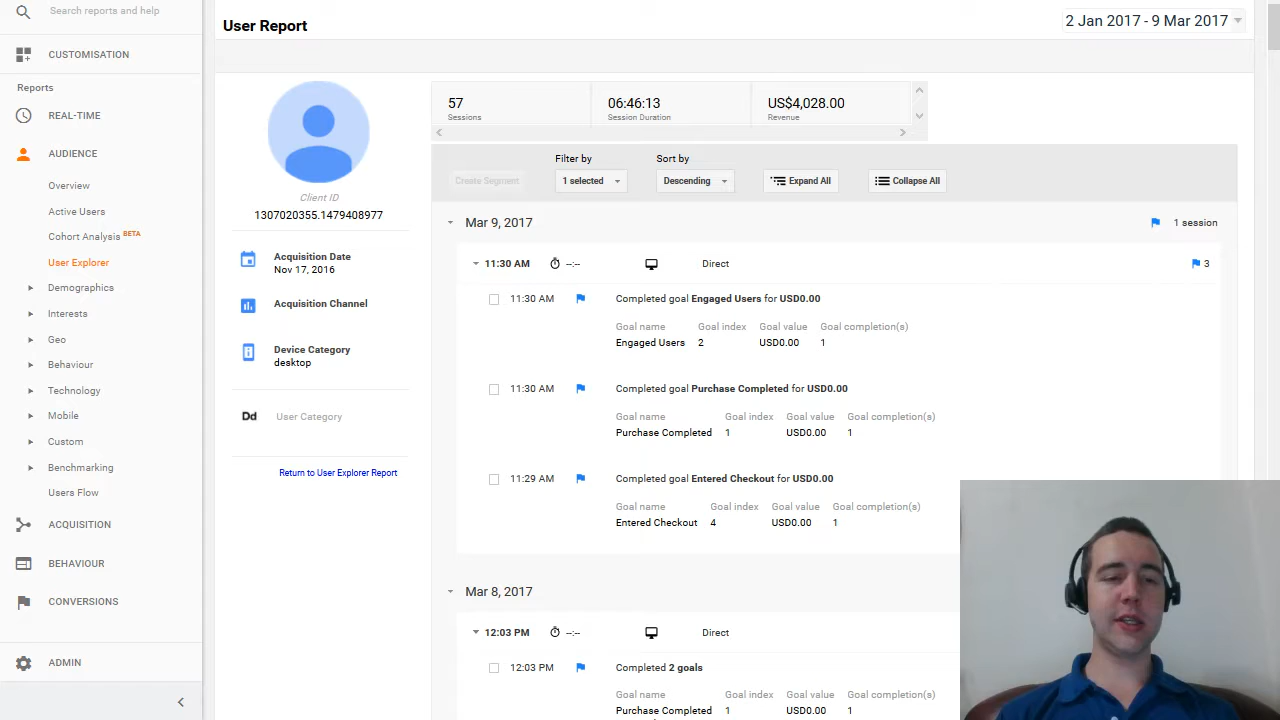 Search reports and help
CUSTOMISATION
Reports
REAL-TIME
AUDIENCE
Overview
Active Users
Cohort Analysis BETA
User Explorer
Demographics
Interests
Geo
Behaviour
Technology
Mobile
Custom
Benchmarking
Users Flow
ACQUISITION
BEHAVIOUR
CONVERSIONS
ADMIN
User Report
2 Jan 2017 - 9 Mar 2017
Client ID
1307020355.1479408977
Acquisition Date
Nov 17, 2016
Acquisition Channel
Device Category
desktop
Dd User Category
Return to User Explorer Report
57 06:46:13 US$4,028.00
Sessions Session Duration Revenue
Filter by Sort by
Create Segment 1 selected Descending Expand All Collapse All
Mar 9, 2017 1 session
11:30 AM --:-- Direct 3
11:30 AM Completed goal Engaged Users for USD0.00
Goal name Goal index Goal value Goal completion(s)
Engaged Users 2 USD0.00 1
11:30 AM Completed goal Purchase Completed for USD0.00
Goal name Goal index Goal value Goal completion(s)
Purchase Completed 1 USD0.00 1
11:29 AM Completed goal Entered Checkout for USD0.00
Goal name Goal index Goal value Goal completion(s)
Entered Checkout 4 USD0.00 1
Mar 8, 2017
12:03 PM --:-- Direct
12:03 PM Completed 2 goals
Goal name Goal index Goal value Goal completion(s)
Purchase Completed 1 USD0.00 1